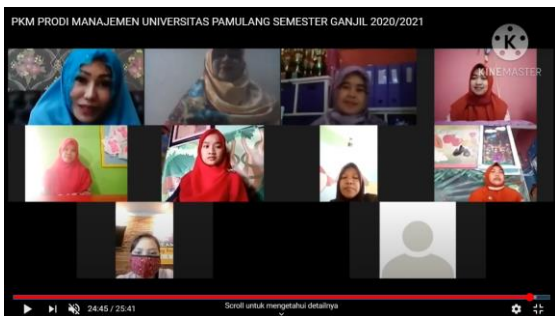 PKM PRODI MANAJEMEN UNIVERSITAS PAMULANG SEMESTER GANJIL 2020/2021
K
KINEMASTER
24:45 / 25:41
Scroll untuk mengetahui detailnya